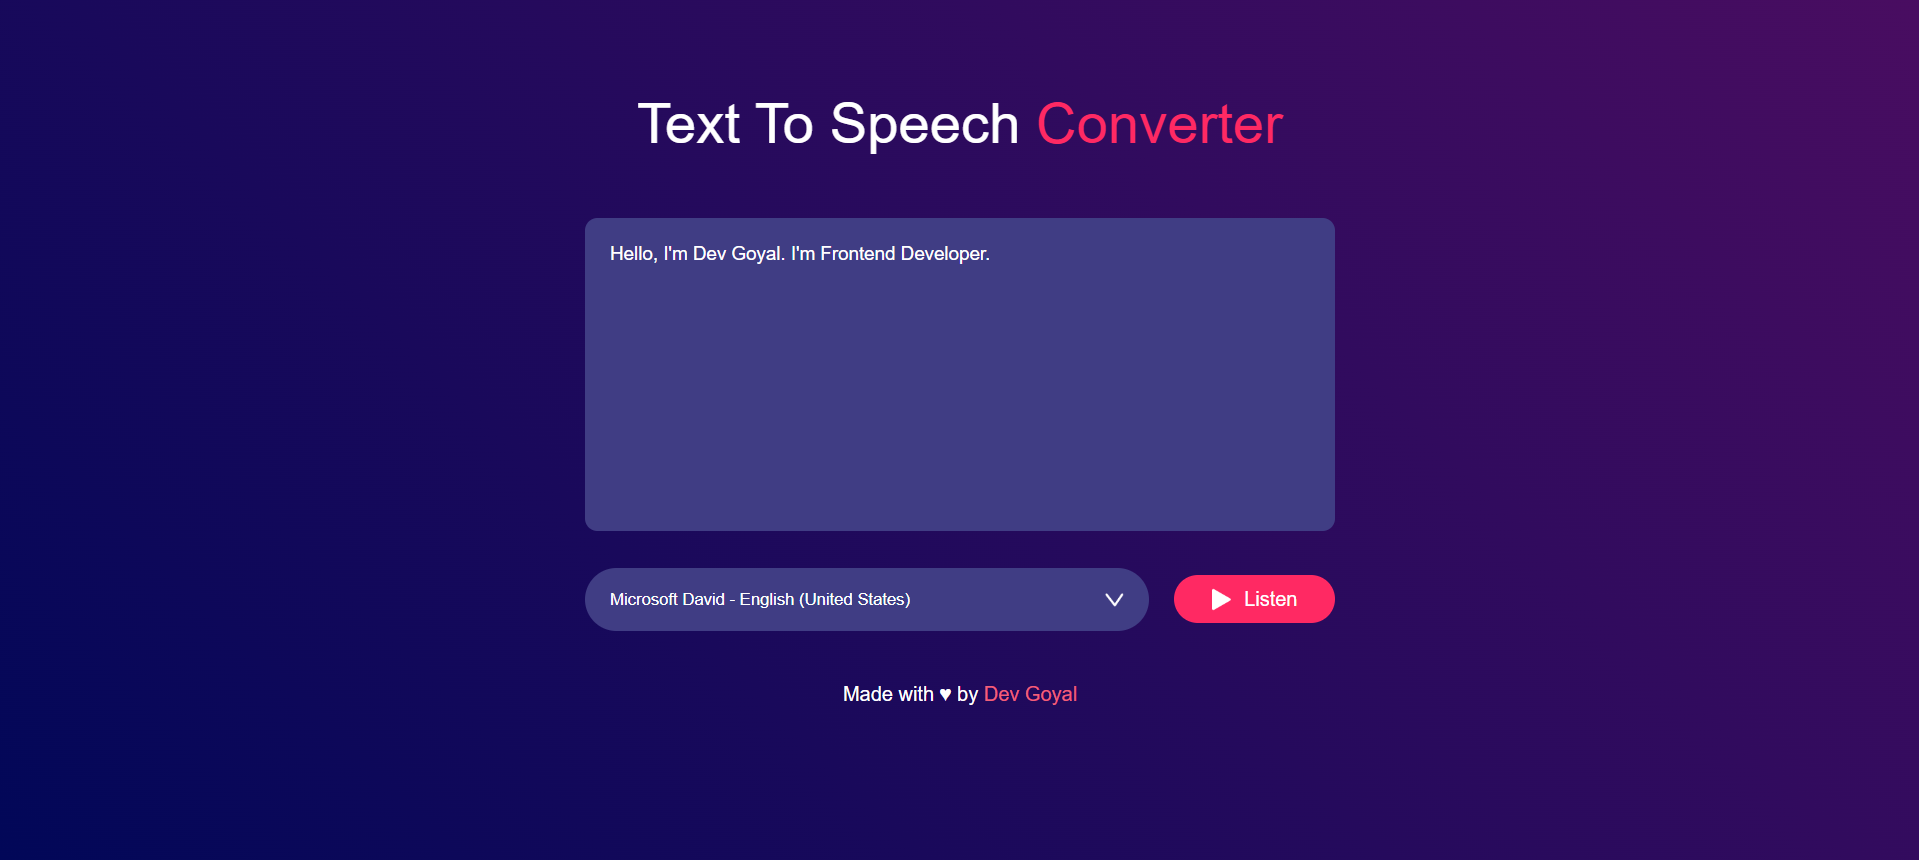 Text To Speech Converter
Hello, I'm Dev Goyal. I'm Frontend Developer.
Microsoft David - English (United States)
Listen
Made with ♥ by Dev Goyal